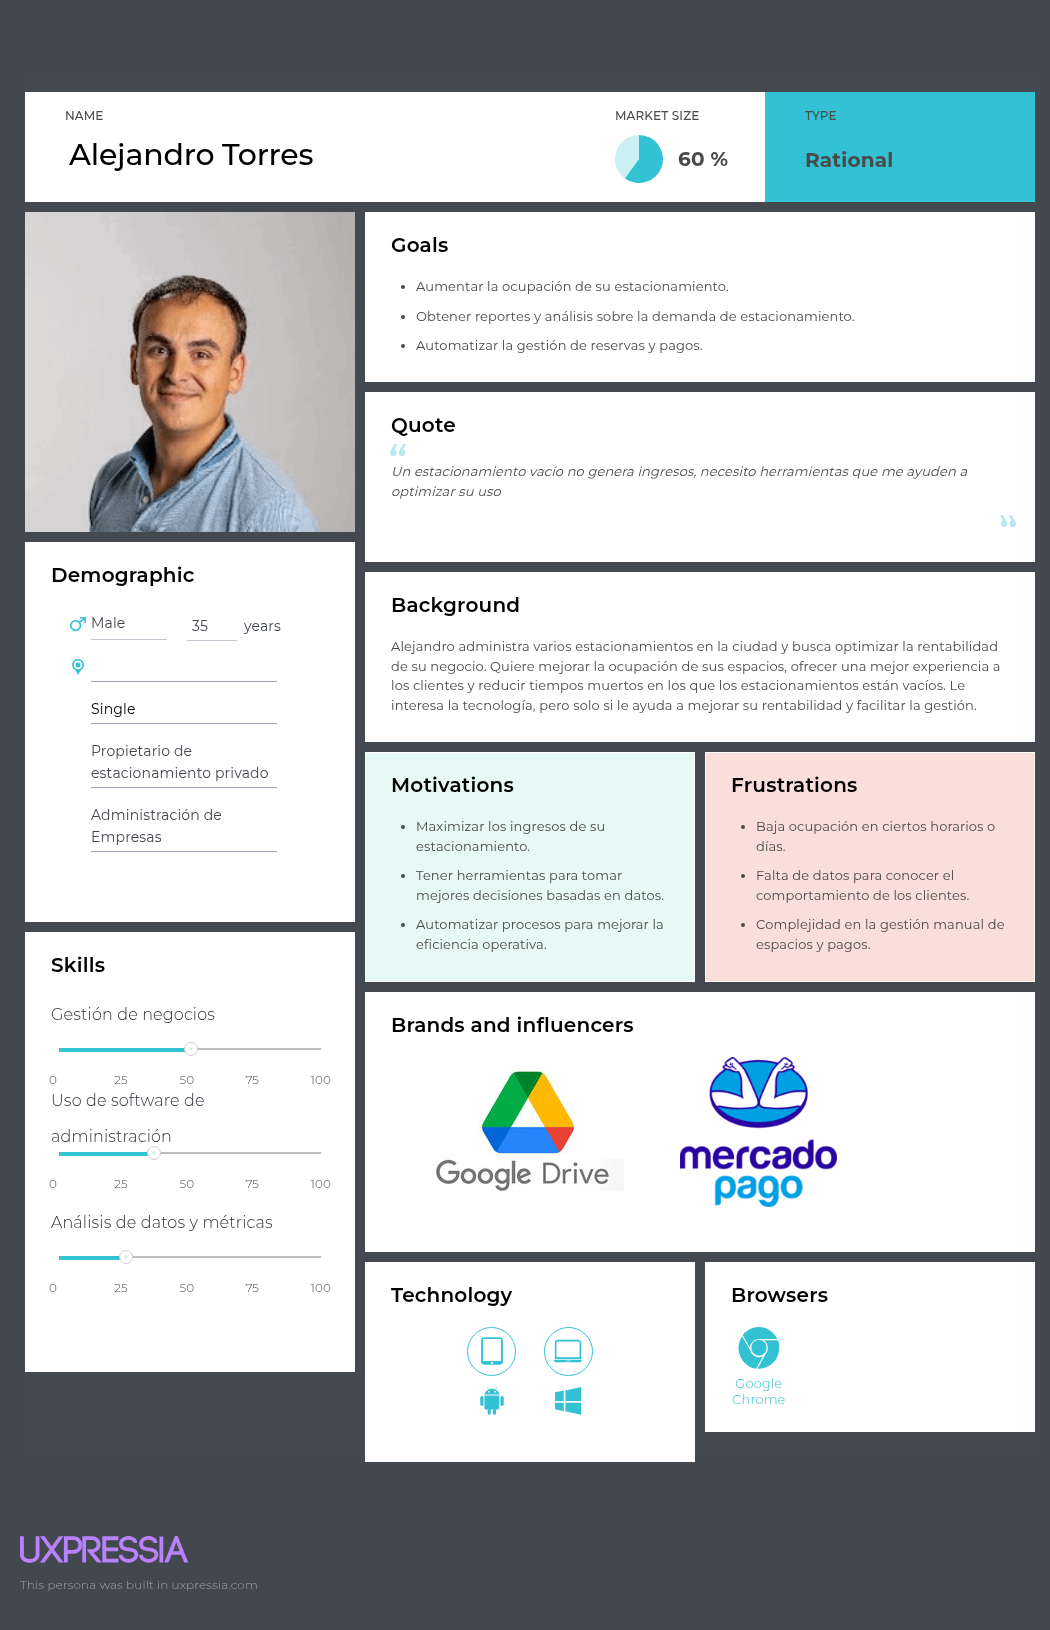 NAME
Alejandro Torres
MARKET SIZE
60 %
TYPE
Rational
Goals
• Aumentar la ocupación de su estacionamiento.
• Obtener reportes y análisis sobre la demanda de estacionamiento.
• Automatizar la gestión de reservas y pagos.
Quote
“
Un estacionamiento vacío no genera ingresos, necesito herramientas que me ayuden a
optimizar su uso
”
Demographic
Male
35 years
Single
Propietario de
estacionamiento privado
Administración de
Empresas
Background
Alejandro administra varios estacionamientos en la ciudad y busca optimizar la rentabilidad
de su negocio. Quiere mejorar la ocupación de sus espacios, ofrecer una mejor experiencia a
los clientes y reducir tiempos muertos en los que los estacionamientos están vacíos. Le
interesa la tecnología, pero solo si le ayuda a mejorar su rentabilidad y facilitar la gestión.
Motivations
• Maximizar los ingresos de su
estacionamiento.
• Tener herramientas para tomar
mejores decisiones basadas en datos.
• Automatizar procesos para mejorar la
eficiencia operativa.
Frustrations
• Baja ocupación en ciertos horarios o
días.
• Falta de datos para conocer el
comportamiento de los clientes.
• Complejidad en la gestión manual de
espacios y pagos.
Skills
Gestión de negocios
0 25 50 75 100
Uso de software de
administración
0 25 50 75 100
Análisis de datos y métricas
0 25 50 75 100
Brands and influencers
Google Drive
mercado
pago
Technology
Browsers
Google
Chrome
UXPRESSIA
This persona was built in uxpressia.com